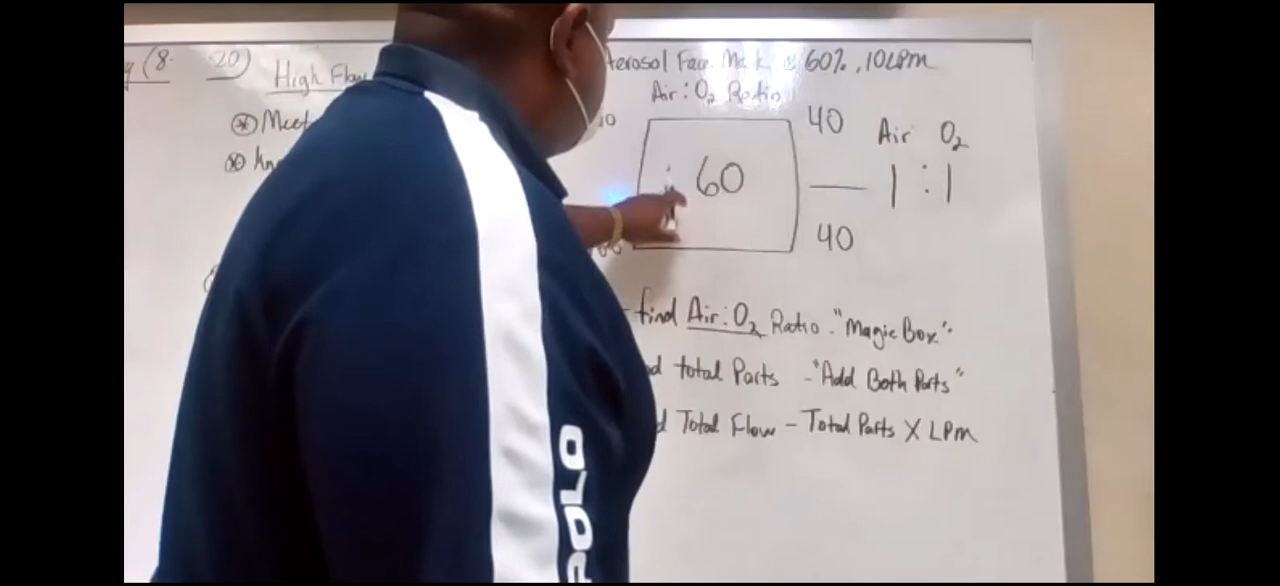 (8- 20)
High Flow
Aerosol Face Mask @ 60%, 10LPM
Air : O₂ Ratio
⊛ Meet
⊛ Kn
40
Air O₂
60
1 : 1
40
find Air : O₂ Ratio - "Magic Box"
total Parts - "Add Both Parts"
Total Flow - Total Parts X LPM
POLO